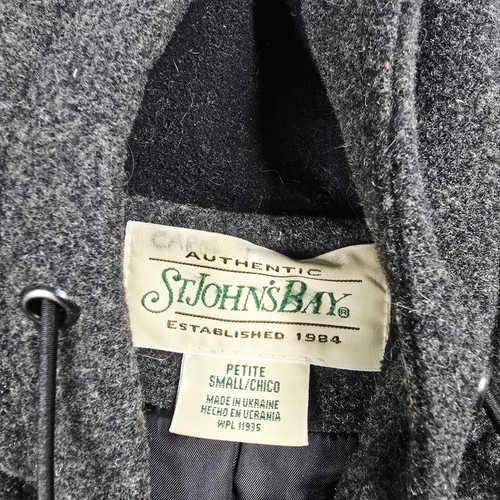 AUTHENTIC
ST.JOHN'S BAY®
ESTABLISHED 1984
PETITE
SMALL/CHICO
MADE IN UKRAINE
HECHO EN UCRANIA
WPL 11935